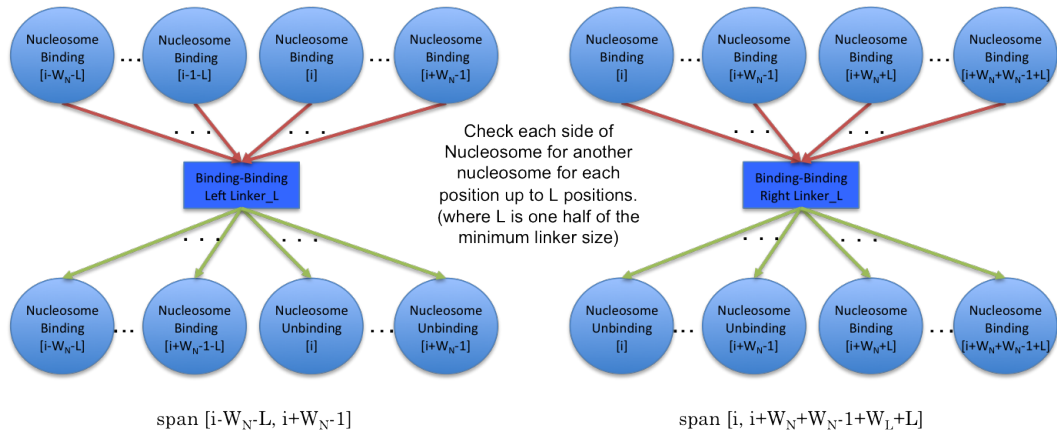 Nucleosome
Binding
[i-W_N-L]
...
Nucleosome
Binding
[i-1-L]
Nucleosome
Binding
[i]
...
Nucleosome
Binding
[i+W_N-1]
. . .
. . .
Binding-Binding
Left Linker_L
. . .
. . .
Nucleosome
Binding
[i-W_N-L]
...
Nucleosome
Binding
[i+W_N-1-L]
Nucleosome
Unbinding
[i]
...
Nucleosome
Unbinding
[i+W_N-1]
span [i-W_N-L, i+W_N-1]
Check each side of
Nucleosome for another
nucleosome for each
position up to L positions.
(where L is one half of the
minimum linker size)
Nucleosome
Binding
[i]
...
Nucleosome
Binding
[i+W_N-1]
Nucleosome
Binding
[i+W_N+L]
...
Nucleosome
Binding
[i+W_N+W_N-1+L]
. . .
. . .
Binding-Binding
Right Linker_L
. . .
. . .
Nucleosome
Unbinding
[i]
...
Nucleosome
Unbinding
[i+W_N-1]
Nucleosome
Binding
[i+W_N+L]
...
Nucleosome
Binding
[i+W_N+W_N-1+L]
span [i, i+W_N+W_N-1+W_L+L]